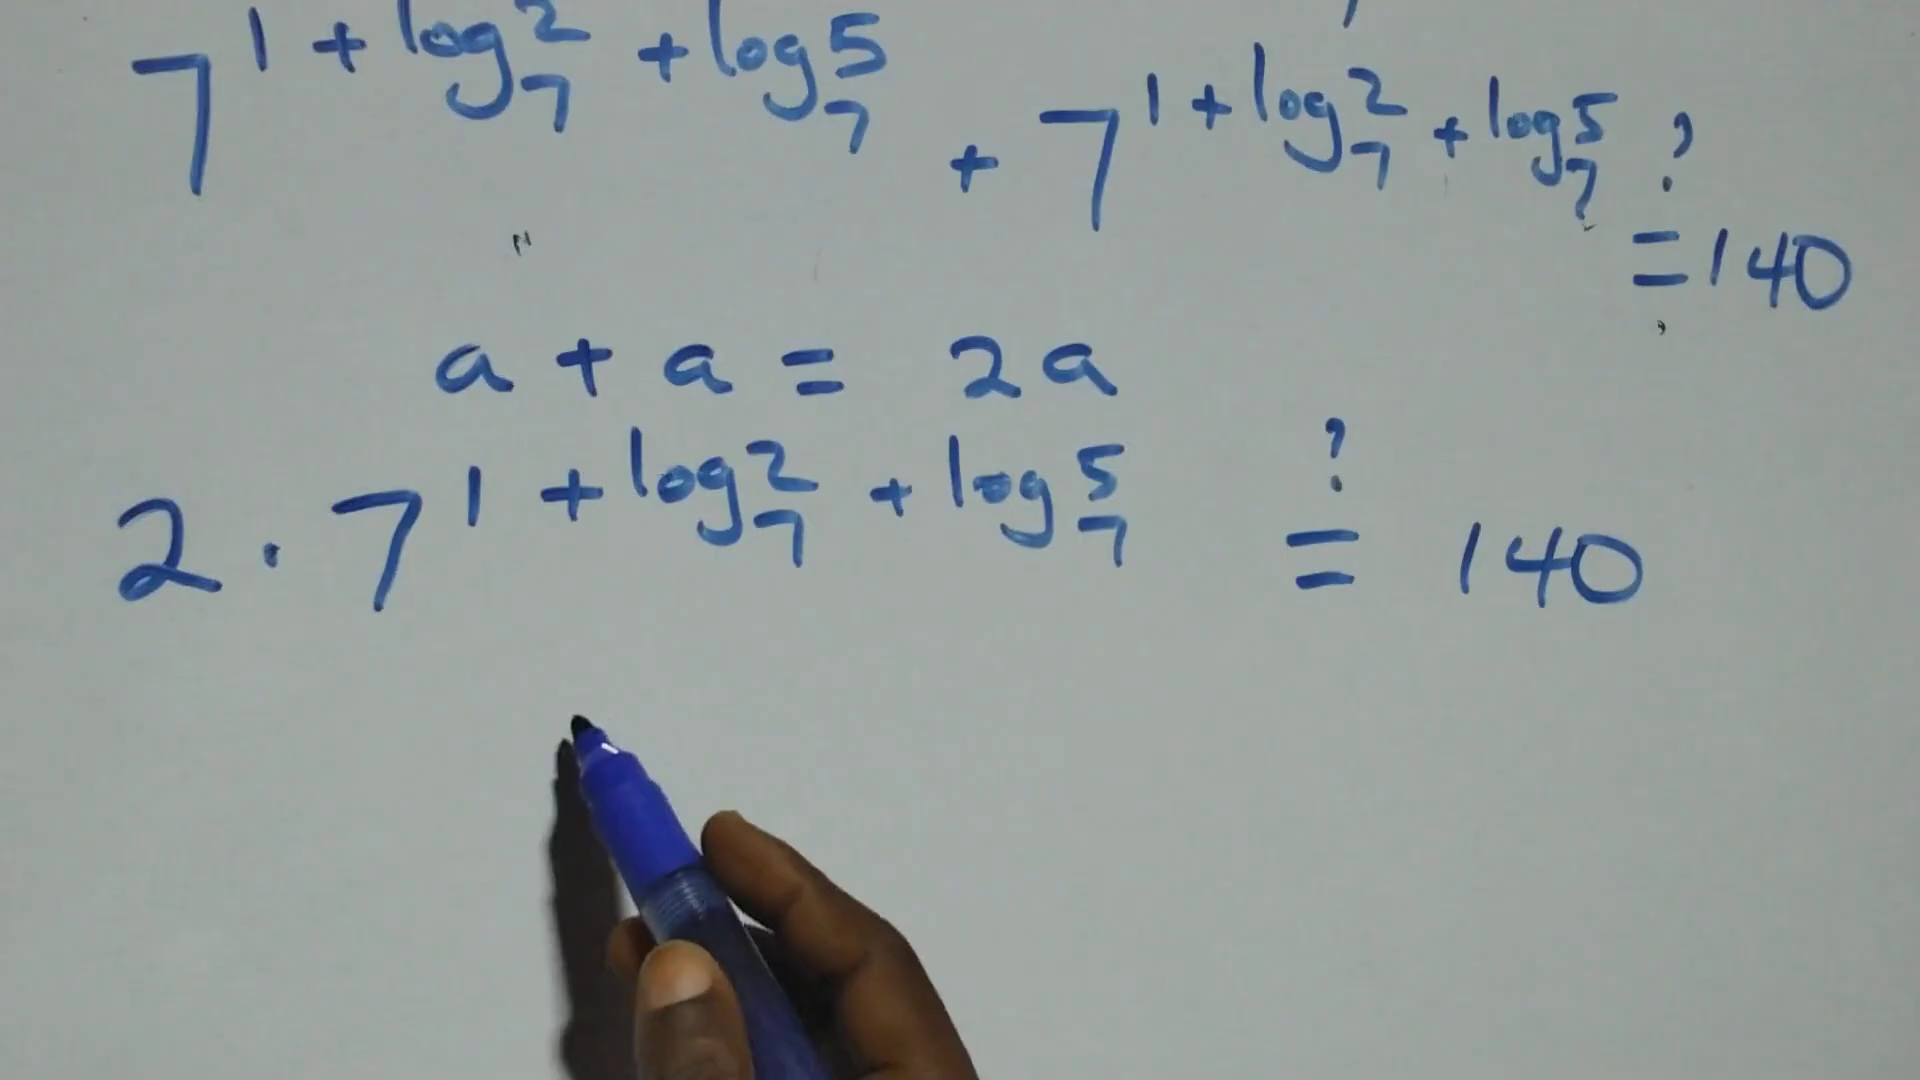 7^(1 + log_7 2 + log_7 5) + 7^(1 + log_7 2 + log_7 5) ?
= 140
a + a = 2a
2 · 7^(1 + log_7 2 + log_7 5) ?= 140